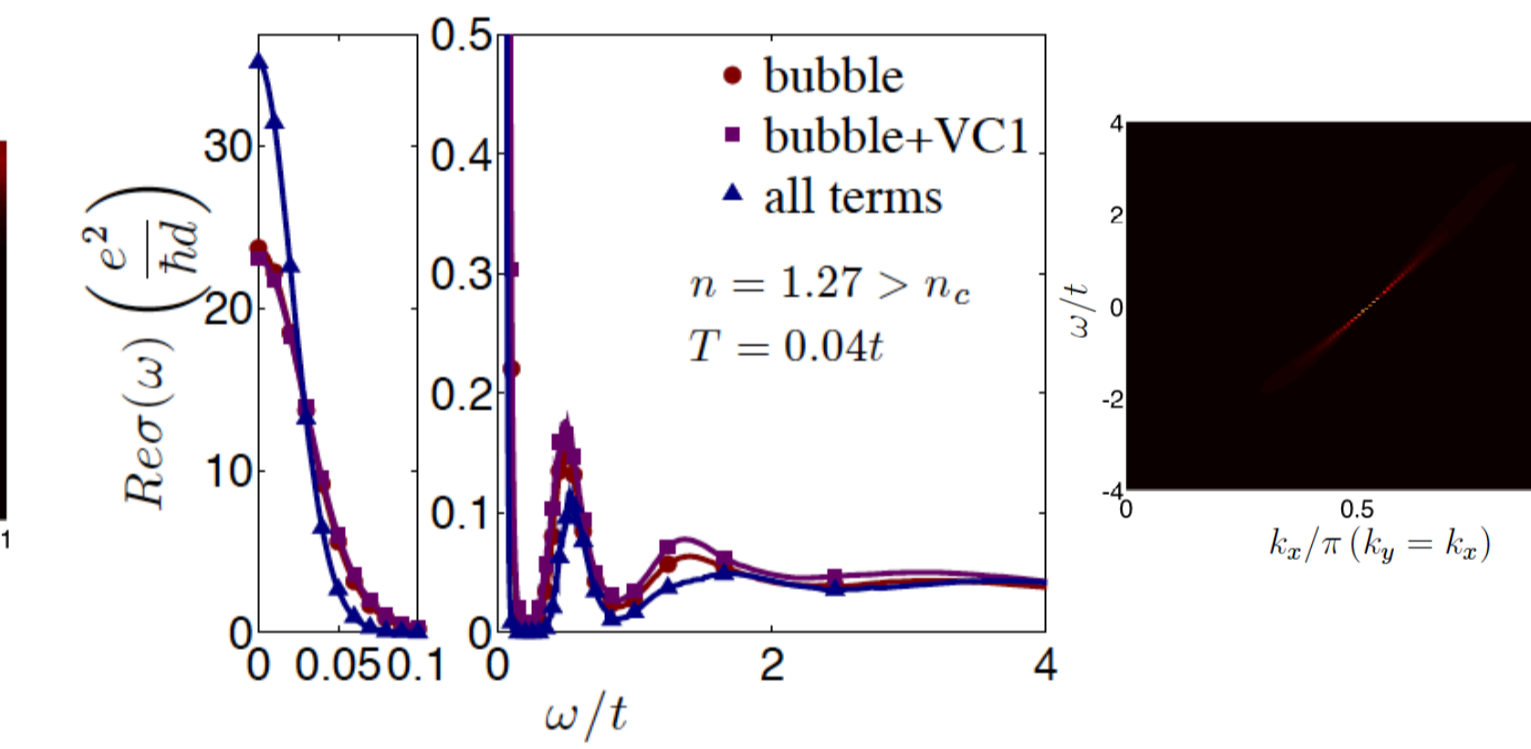 1
Reσ(ω) (e²/ħd)
30
20
10
0
0 0.05 0.1
0.5
0.4
0.3
0.2
0.1
0
0 2 4
ω/t
bubble
bubble+VC1
all terms
n = 1.27 > n_c
T = 0.04t
ω/t
4
2
0
-2
-4
0 0.5
k_x/π (k_y = k_x)